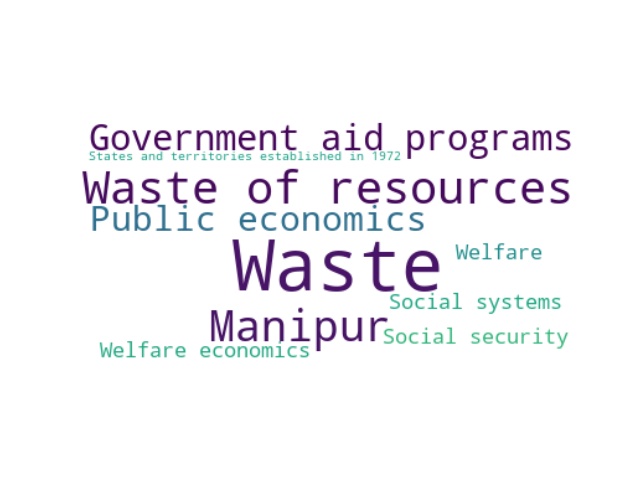 Government aid programs
States and territories established in 1972
Waste of resources
Public economics
Waste
Welfare
Social systems
Manipur
Social security
Welfare economics